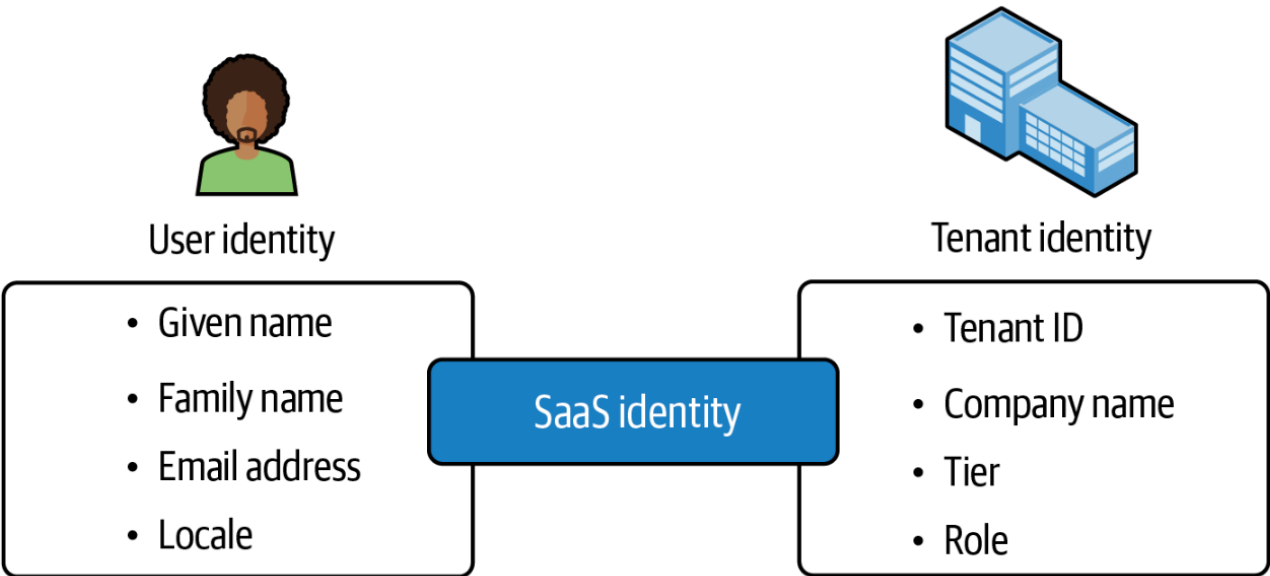 User identity
• Given name
• Family name
• Email address
• Locale
SaaS identity
Tenant identity
• Tenant ID
• Company name
• Tier
• Role